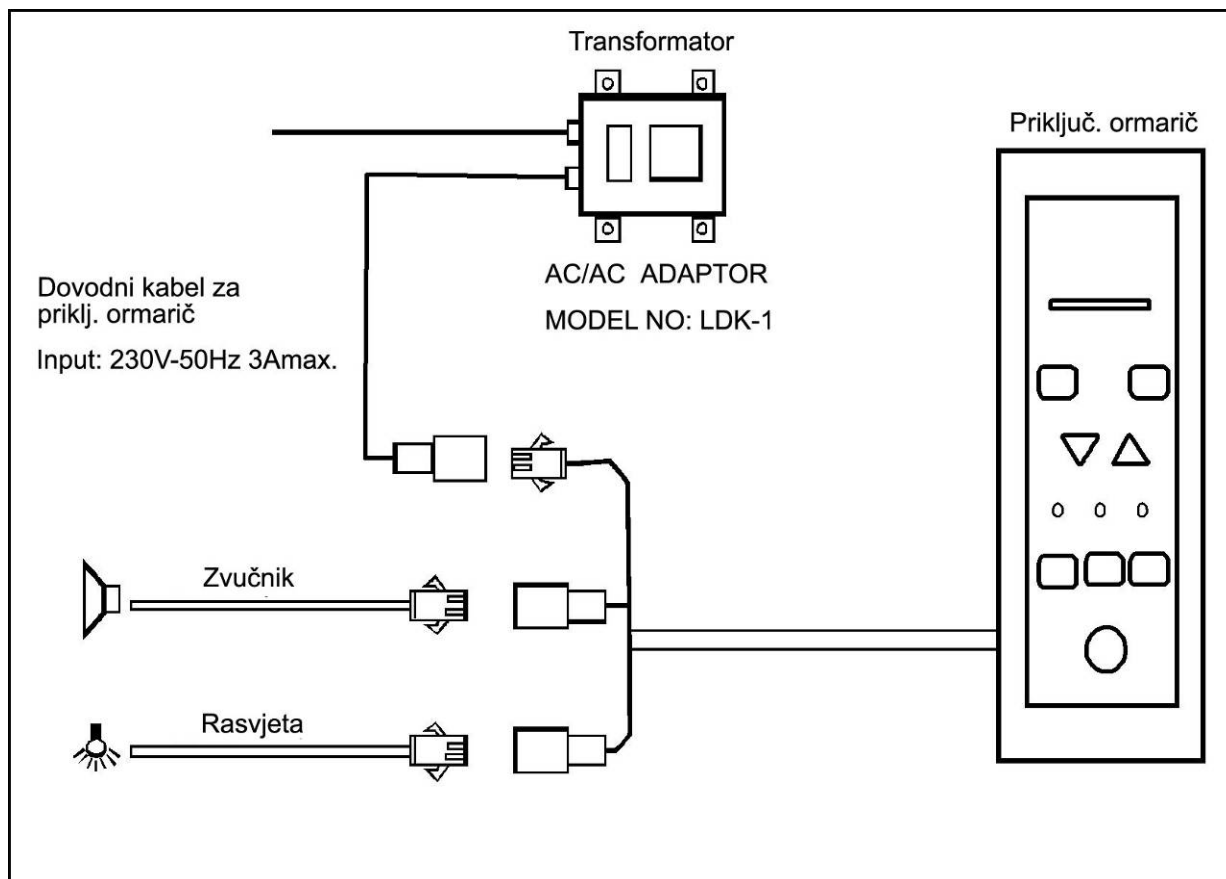 Transformator
Priključ. ormarič
AC/AC ADAPTOR
MODEL NO: LDK-1
Dovodni kabel za
priklj. ormarič
Input: 230V-50Hz 3Amax.
Zvučnik
Rasvjeta